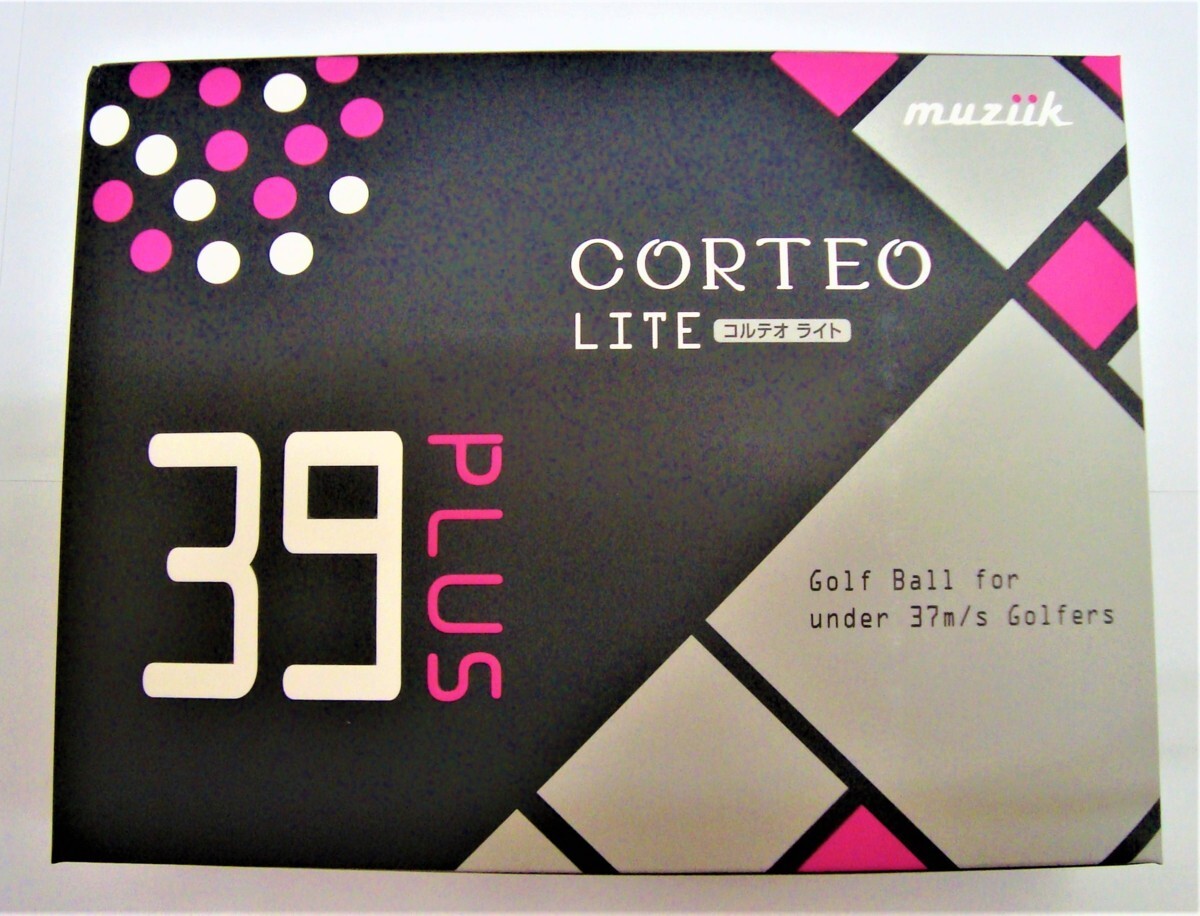 muziik
CORTEO
LITE コルテオ ライト
39 PLUS
Golf Ball for
under 37m/s Golfers